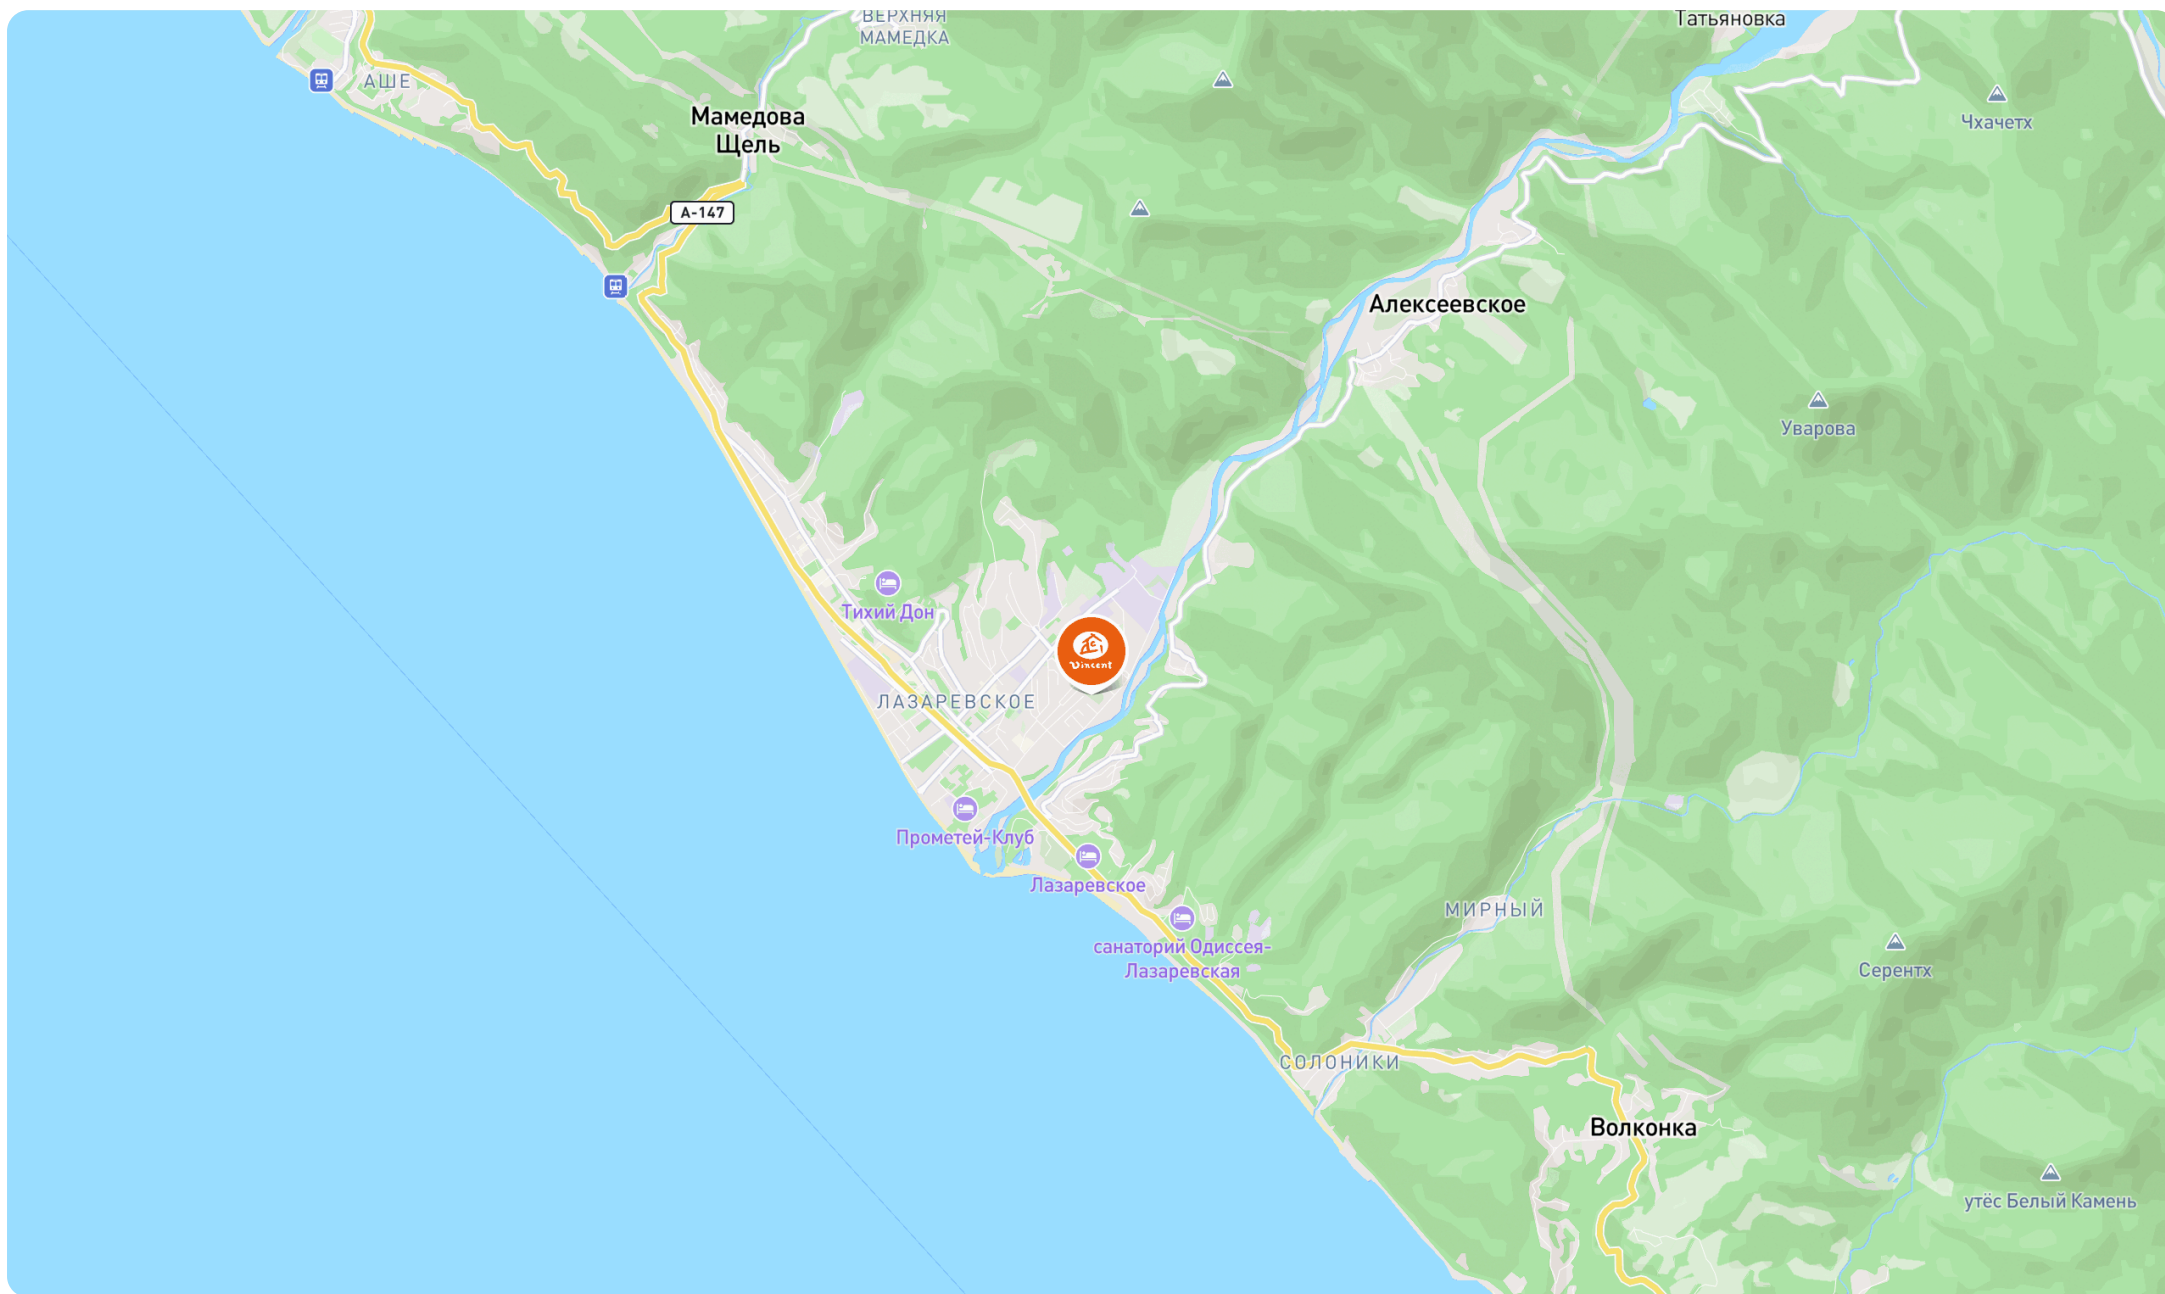 ВЕРХНЯЯ
МАМЕДКА
Татьяновка
АШЕ
Мамедова
Щель
Чхачетх
А-147
Алексеевское
Уварова
Тихий Дон
Vincent
ЛАЗАРЕВСКОЕ
Прометей-Клуб
Лазаревское
МИРНЫЙ
санаторий Одиссея-
Лазаревская
Серентх
СОЛОНИКИ
Волконка
утёс Белый Камень